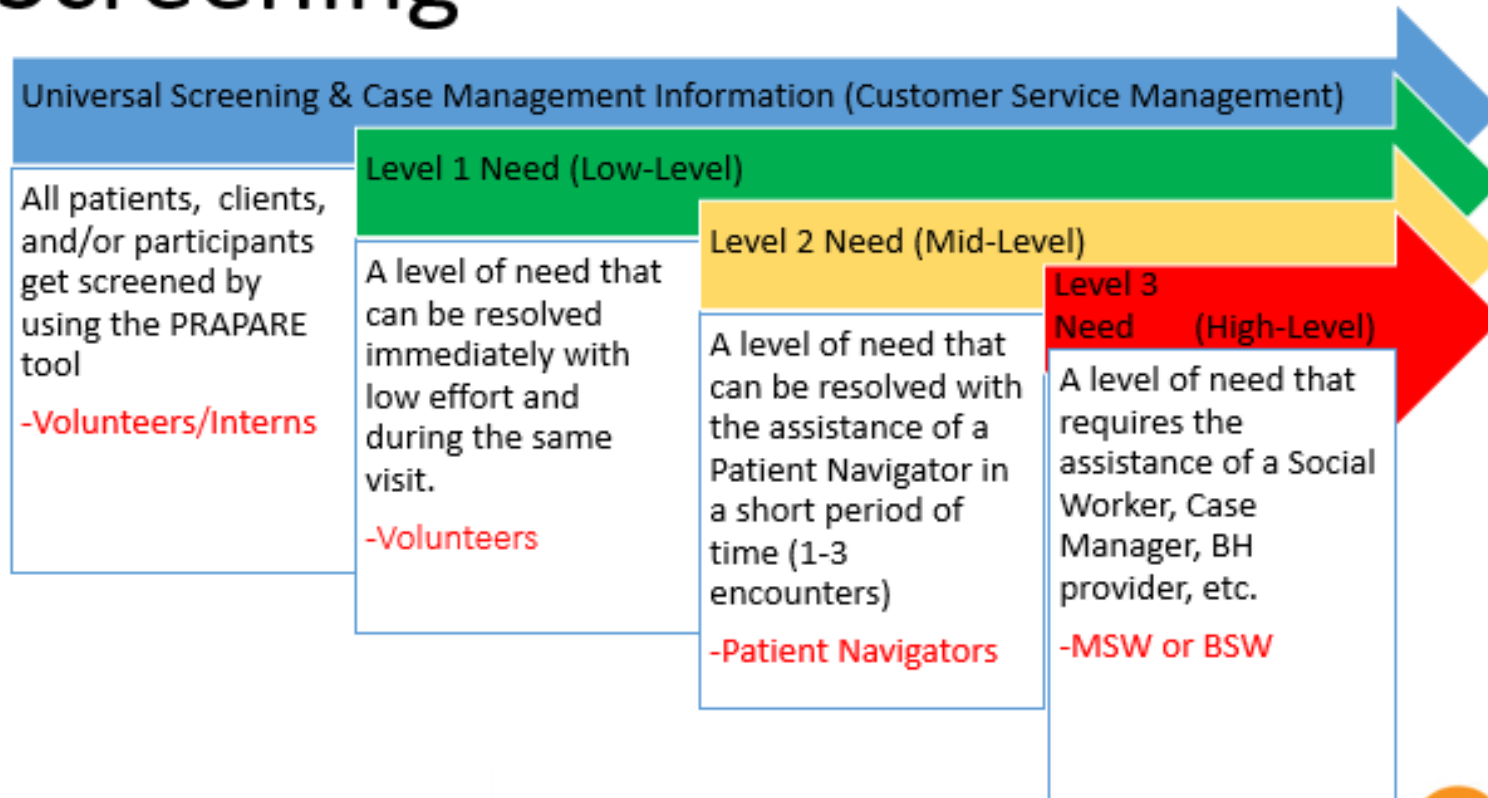 Screening
Universal Screening & Case Management Information (Customer Service Management)
All patients, clients,
and/or participants
get screened by
using the PRAPARE
tool
-Volunteers/Interns
Level 1 Need (Low-Level)
A level of need that
can be resolved
immediately with
low effort and
during the same
visit.
-Volunteers
Level 2 Need (Mid-Level)
A level of need that
can be resolved with
the assistance of a
Patient Navigator in
a short period of
time (1-3
encounters)
-Patient Navigators
Level 3
Need (High-Level)
A level of need that
requires the
assistance of a Social
Worker, Case
Manager, BH
provider, etc.
-MSW or BSW